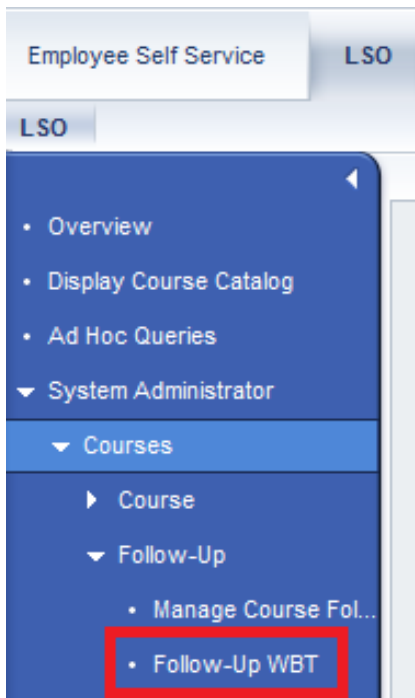 Employee Self Service LSO
LSO
Overview
Display Course Catalog
Ad Hoc Queries
System Administrator
Courses
Course
Follow-Up
Manage Course Fol...
Follow-Up WBT